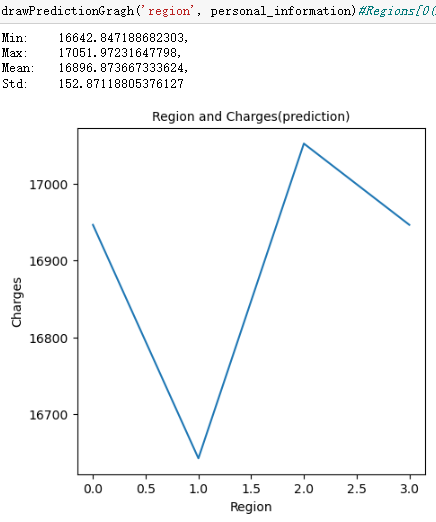 drawPredictionGragh('region', personal_information)#Regions[0(
Min: 16642.847188682303,
Max: 17051.97231647798,
Mean: 16896.873667333624,
Std: 152.87118805376127
Region and Charges(prediction)
17000
16900
16800
16700
Charges
0.0 0.5 1.0 1.5 2.0 2.5 3.0
Region